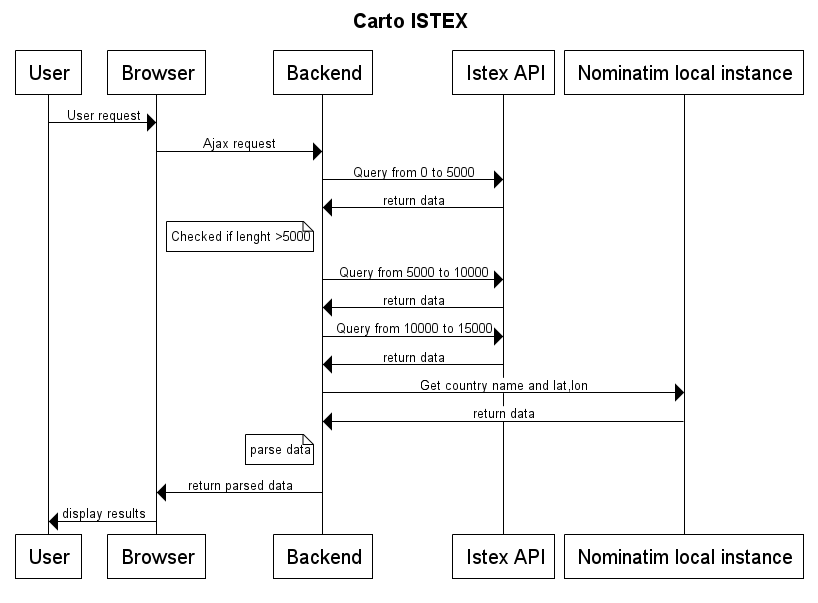 Carto ISTEX
User
Browser
Backend
Istex API
Nominatim local instance
User request
Ajax request
Query from 0 to 5000
return data
Checked if lenght >5000
Query from 5000 to 10000
return data
Query from 10000 to 15000
return data
Get country name and lat,lon
return data
parse data
return parsed data
display results
User
Browser
Backend
Istex API
Nominatim local instance